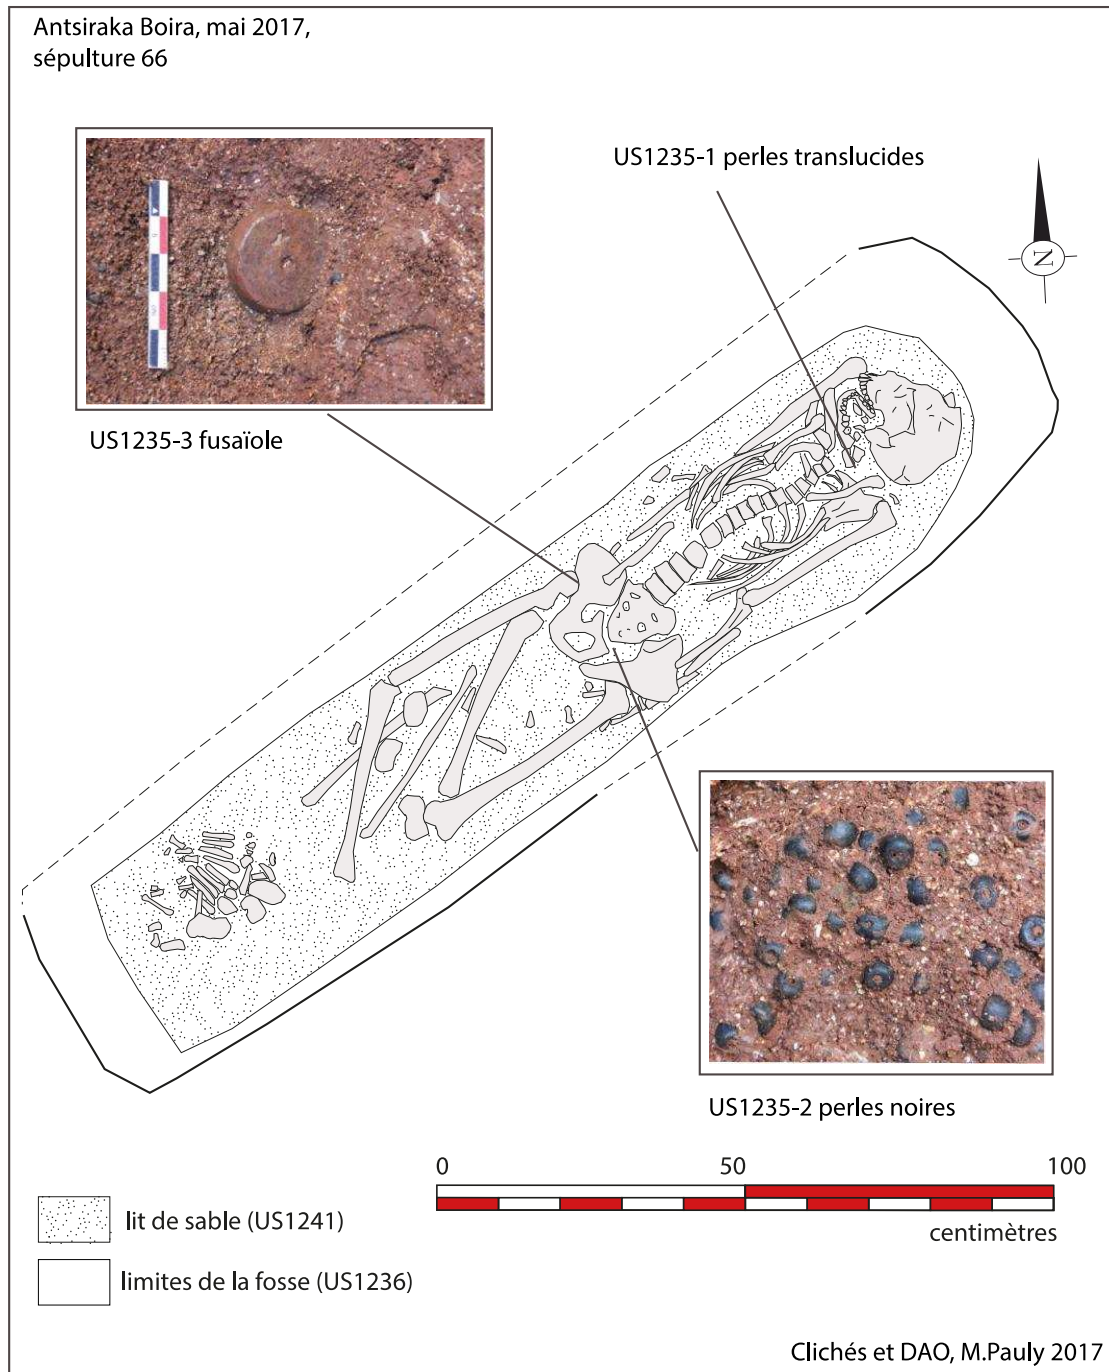 Antsiraka Boira, mai 2017,
sépulture 66
US1235-1 perles translucides
N
US1235-3 fusaïole
US1235-2 perles noires
0 50 100
centimètres
lit de sable (US1241)
limites de la fosse (US1236)
Clichés et DAO, M.Pauly 2017